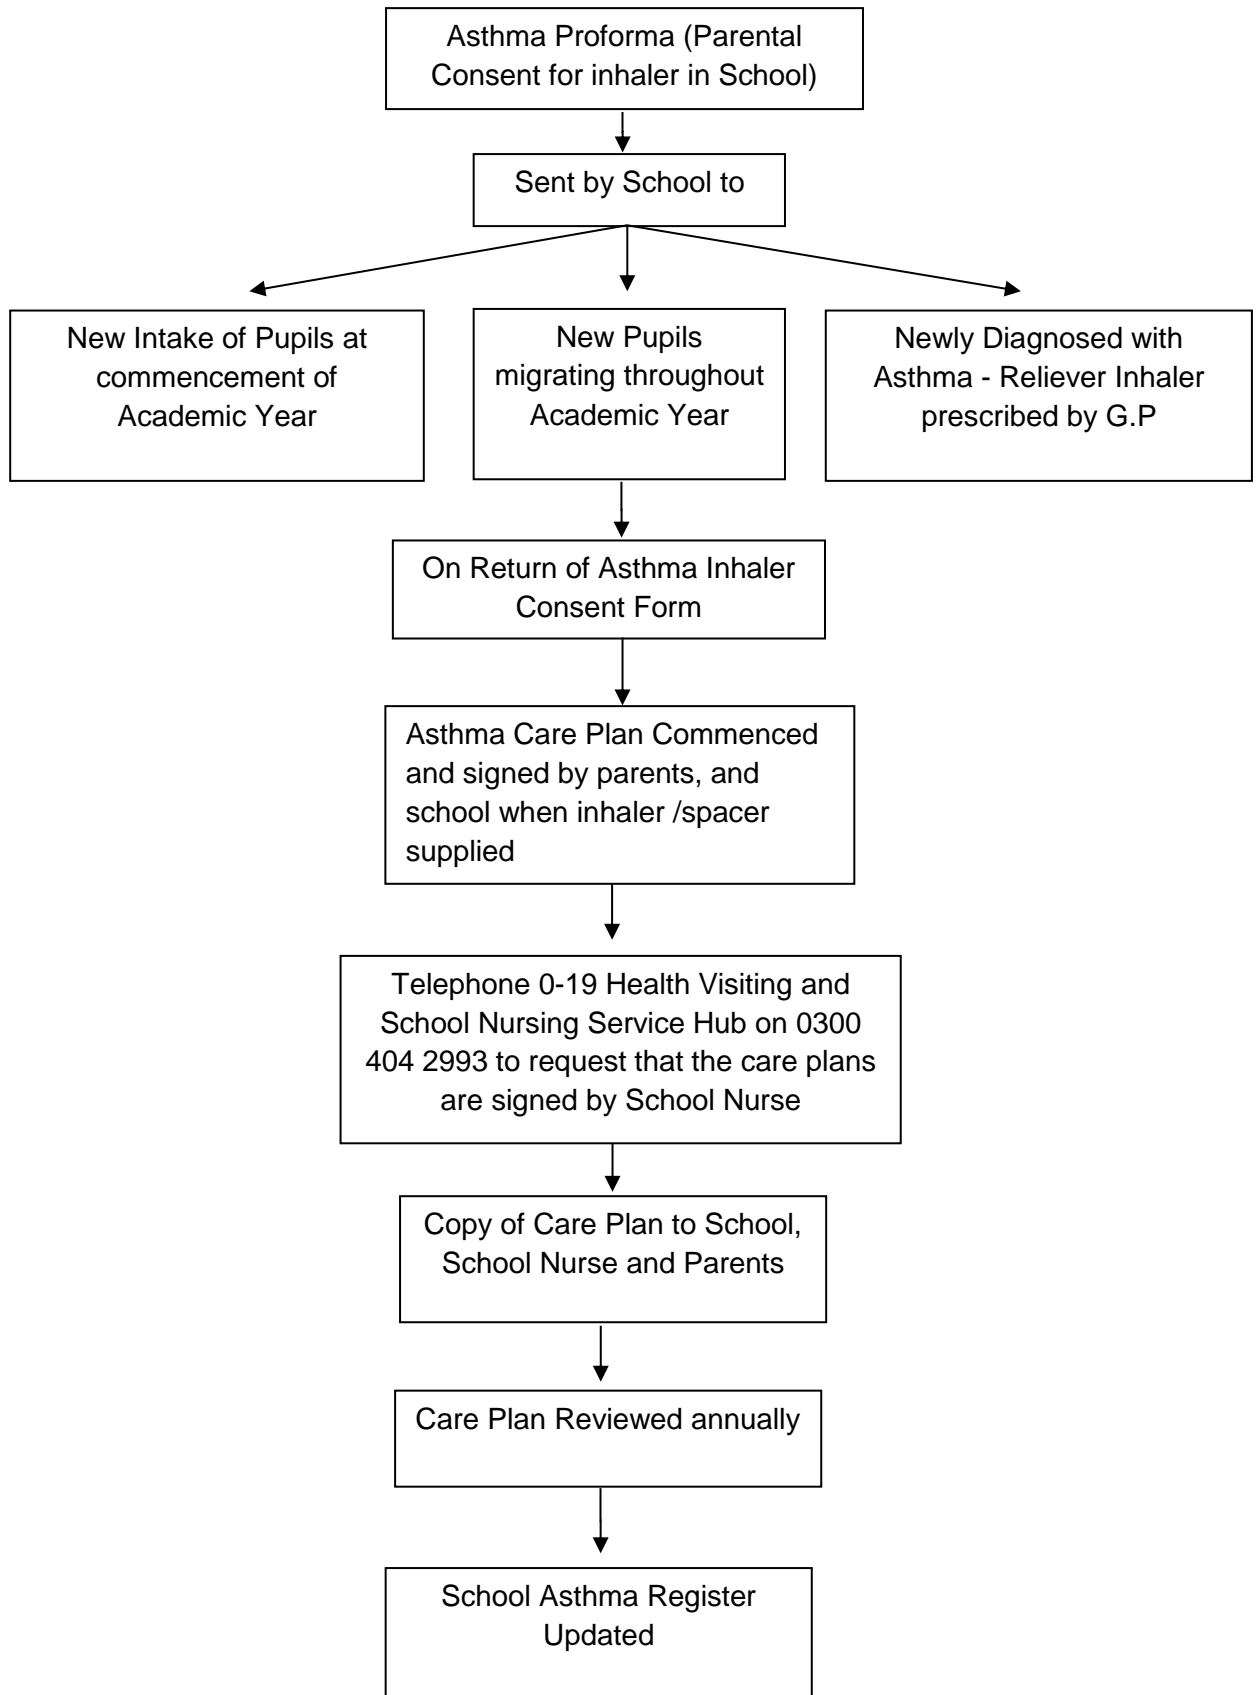 Asthma Proforma (Parental
Consent for inhaler in School)
Sent by School to
New Intake of Pupils at
commencement of
Academic Year
New Pupils
migrating throughout
Academic Year
Newly Diagnosed with
Asthma - Reliever Inhaler
prescribed by G.P
On Return of Asthma Inhaler
Consent Form
Asthma Care Plan Commenced
and signed by parents, and
school when inhaler /spacer
supplied
Telephone 0-19 Health Visiting and
School Nursing Service Hub on 0300
404 2993 to request that the care plans
are signed by School Nurse
Copy of Care Plan to School,
School Nurse and Parents
Care Plan Reviewed annually
School Asthma Register
Updated